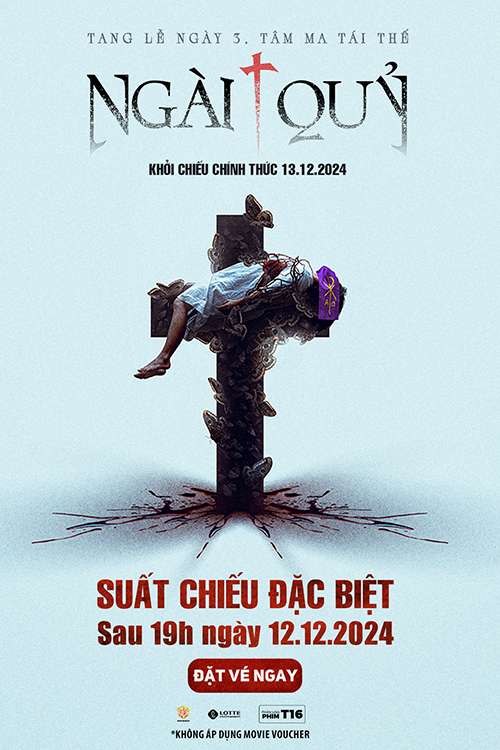 TANG LỄ NGÀY 3, TÂM MA TÁI THẾ
NGÀI QUỶ
KHỞI CHIẾU CHÍNH THỨC 13.12.2024
SUẤT CHIẾU ĐẶC BIỆT
Sau 19h ngày 12.12.2024
ĐẶT VÉ NGAY
LOTTE
PHIM T16
*KHÔNG ÁP DỤNG MOVIE VOUCHER